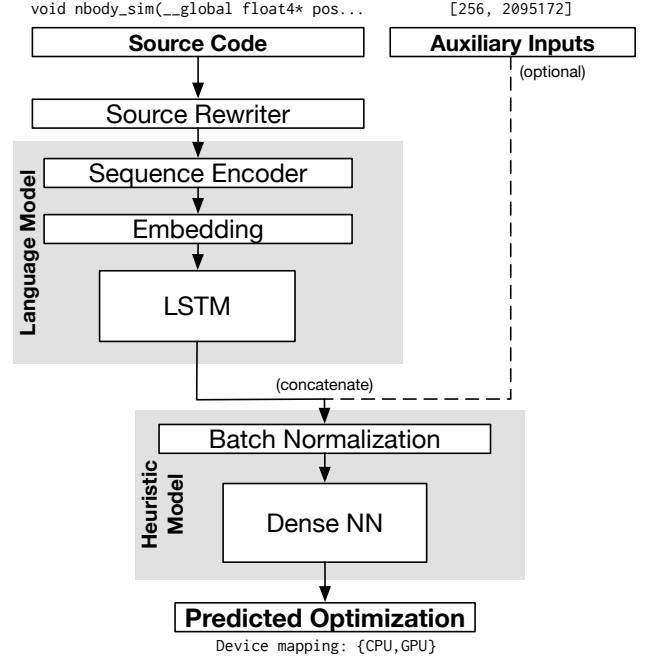 void nbody_sim(__global float4* pos...
[256, 2095172]
Source Code
Auxiliary Inputs
(optional)
Source Rewriter
Language Model
Sequence Encoder
Embedding
LSTM
(concatenate)
Heuristic
Model
Batch Normalization
Dense NN
Predicted Optimization
Device mapping: {CPU,GPU}